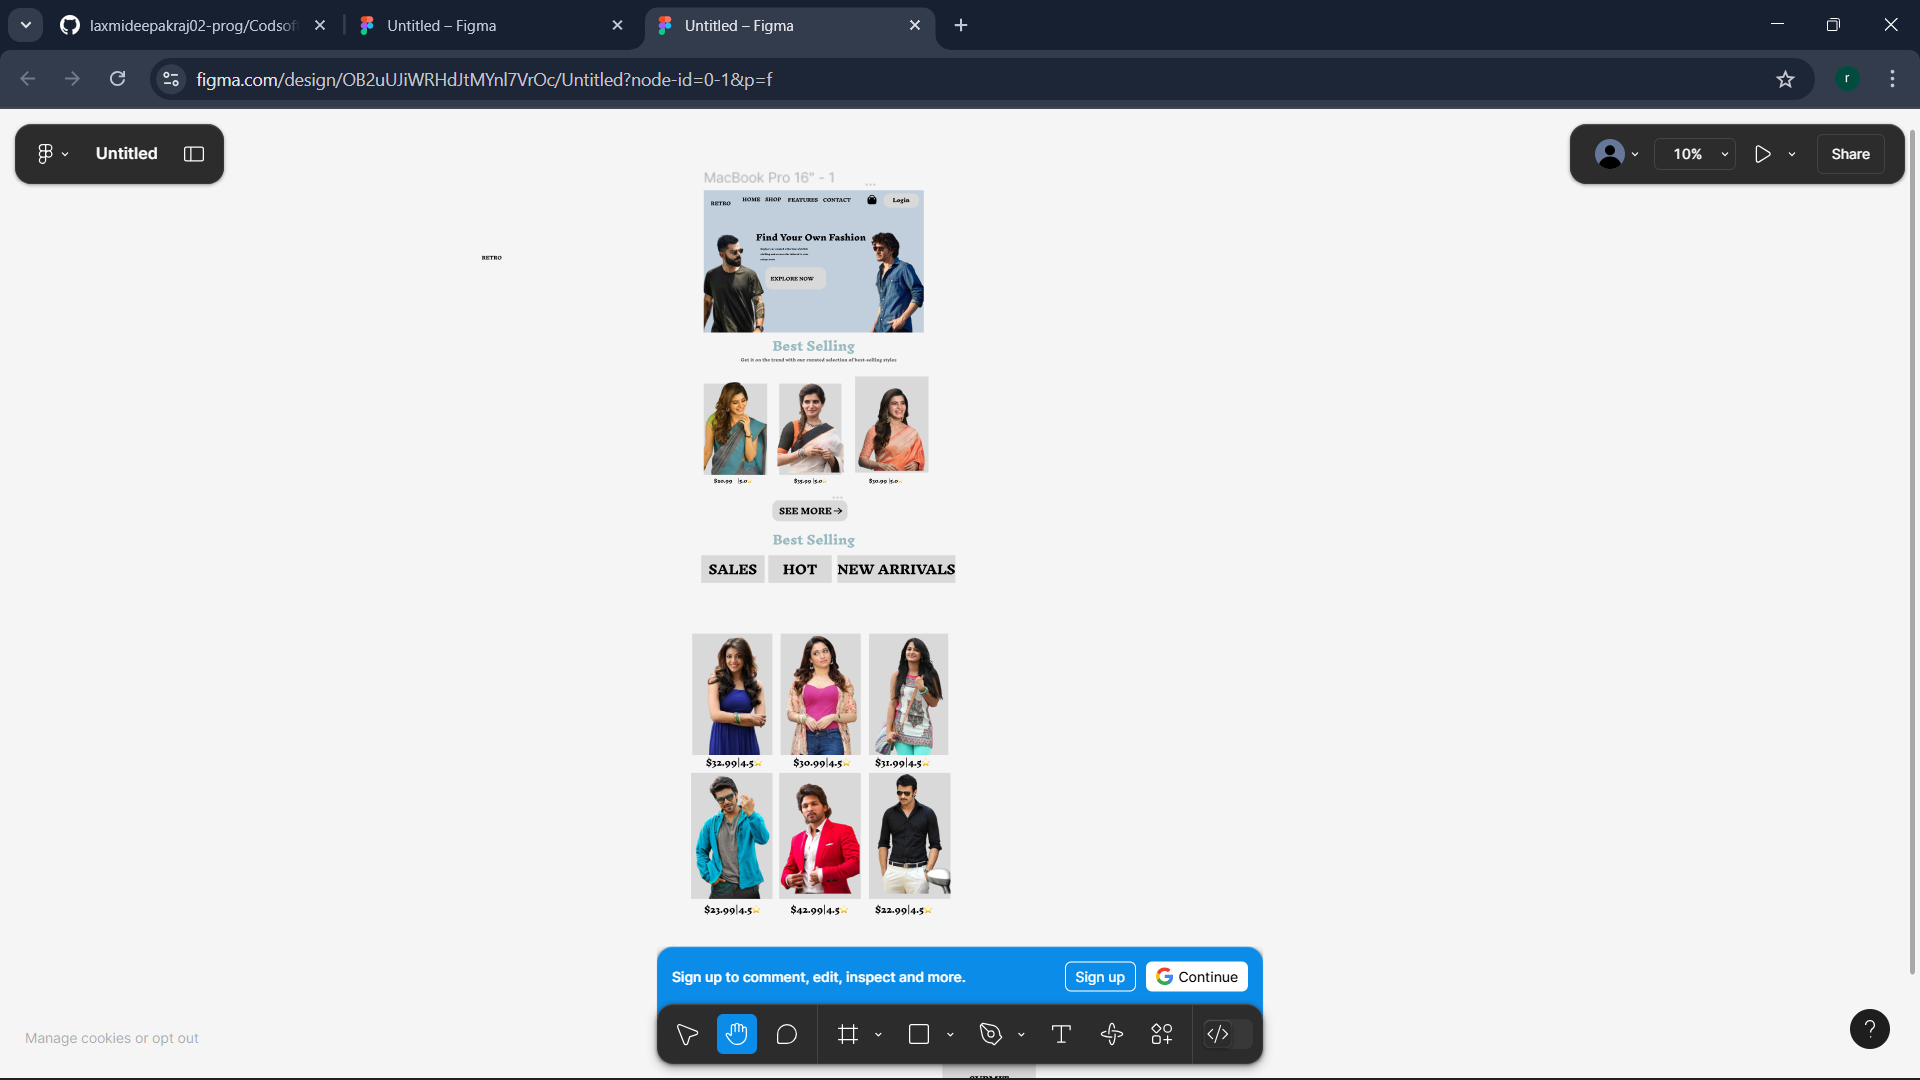 laxmideepakraj02-prog/Codsof
Untitled – Figma
Untitled – Figma
figma.com/design/OB2uUJiWRHdJtMYnl7VrOc/Untitled?node-id=0-1&p=f
r
Untitled
10%
Share
MacBook Pro 16" - 1
RETRO
HOME SHOP FEATURES CONTACT
Login
Find Your Own Fashion
EXPLORE NOW
RETRO
Best Selling
Get it on the trend with our curated selection of best-selling styles
$20.99 |5.0⭐
$35.99 |5.0⭐
$30.99 |5.0⭐
SEE MORE→
Best Selling
SALES
HOT
NEW ARRIVALS
$32.99|4.5⭐
$30.99|4.5⭐
$31.99|4.5⭐
$23.99|4.5⭐
$42.99|4.5⭐
$22.99|4.5⭐
Sign up to comment, edit, inspect and more.
Sign up
Continue
Manage cookies or opt out
?